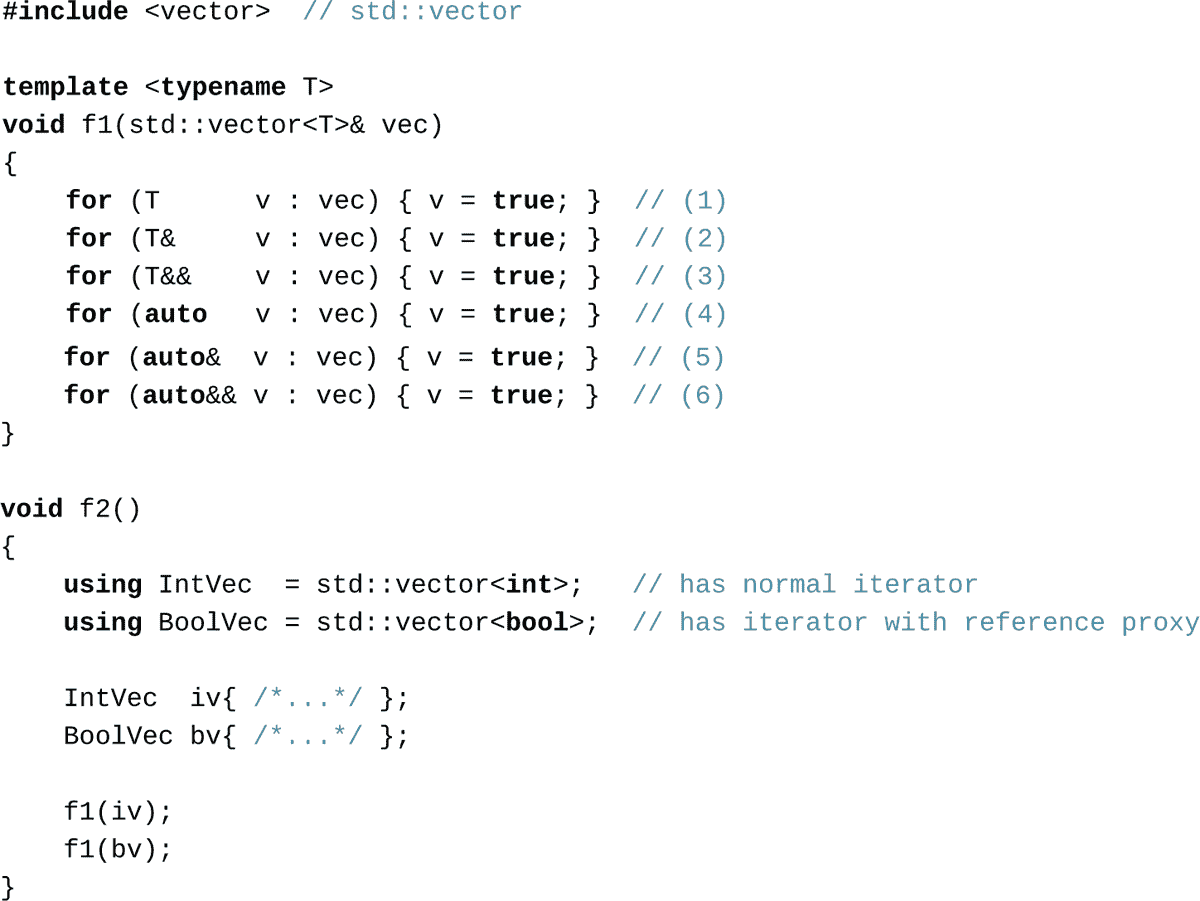 #include <vector>  // std::vector

template <typename T>
void f1(std::vector<T>& vec)
{
    for (T      v : vec) { v = true; }  // (1)
    for (T&     v : vec) { v = true; }  // (2)
    for (T&&    v : vec) { v = true; }  // (3)
    for (auto   v : vec) { v = true; }  // (4)
    for (auto&  v : vec) { v = true; }  // (5)
    for (auto&& v : vec) { v = true; }  // (6)
}

void f2()
{
    using IntVec  = std::vector<int>;   // has normal iterator
    using BoolVec = std::vector<bool>;  // has iterator with reference proxy

    IntVec  iv{ /*...*/ };
    BoolVec bv{ /*...*/ };

    f1(iv);
    f1(bv);
}